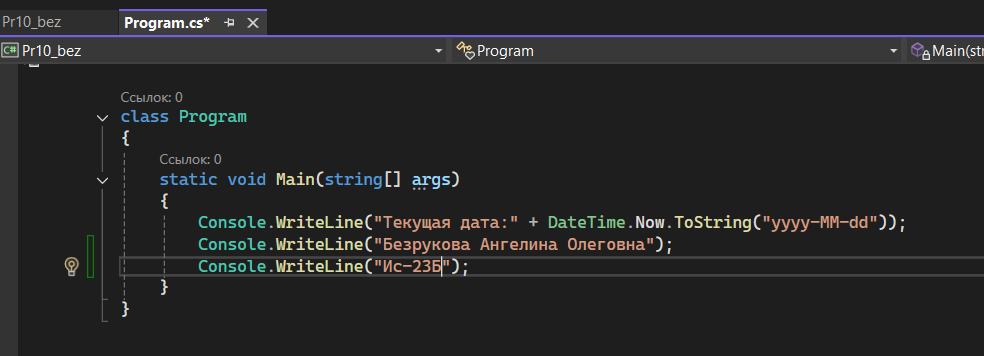 Pr10_bez
Program.cs*
Pr10_bez
Program
Main(str
Ссылок: 0
class Program
{
Ссылок: 0
static void Main(string[] args)
{
Console.WriteLine("Текущая дата:" + DateTime.Now.ToString("yyyy-MM-dd"));
Console.WriteLine("Безрукова Ангелина Олеговна");
Console.WriteLine("Ис-23Б");
}
}